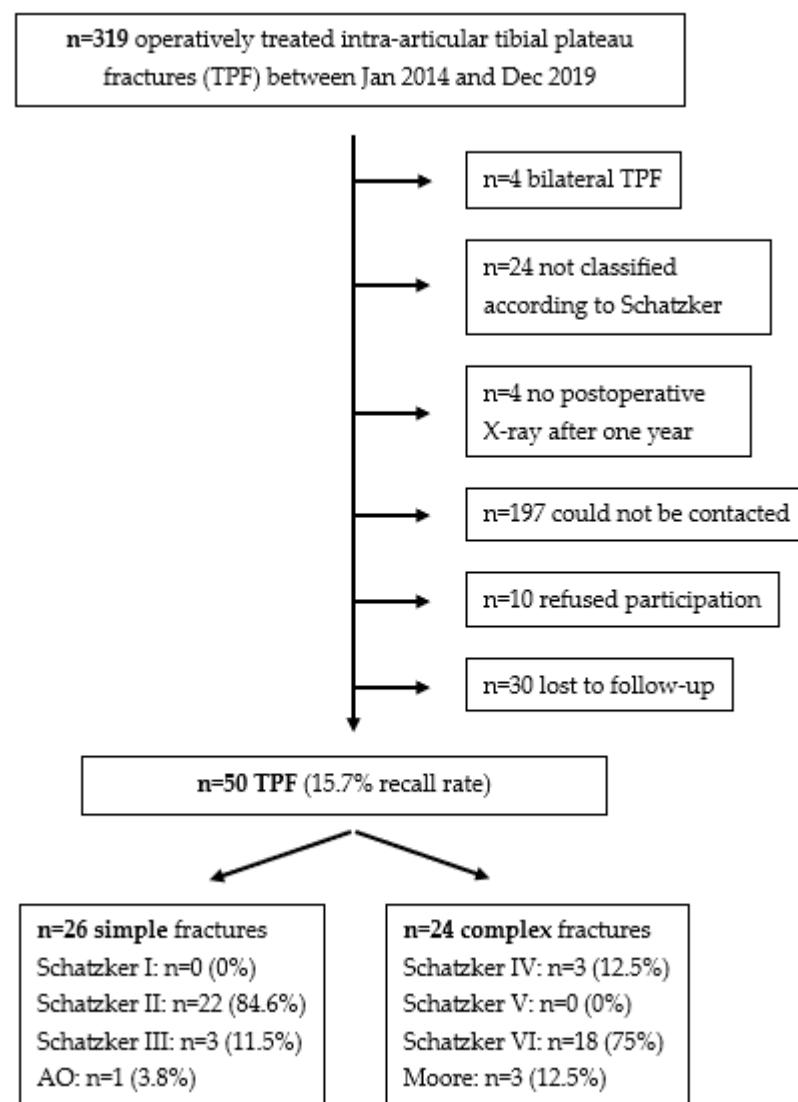 n=319 operatively treated intra-articular tibial plateau
fractures (TPF) between Jan 2014 and Dec 2019
n=4 bilateral TPF
n=24 not classified
according to Schatzker
n=4 no postoperative
X-ray after one year
n=197 could not be contacted
n=10 refused participation
n=30 lost to follow-up
n=50 TPF (15.7% recall rate)
n=26 simple fractures
Schatzker I: n=0 (0%)
Schatzker II: n=22 (84.6%)
Schatzker III: n=3 (11.5%)
AO: n=1 (3.8%)
n=24 complex fractures
Schatzker IV: n=3 (12.5%)
Schatzker V: n=0 (0%)
Schatzker VI: n=18 (75%)
Moore: n=3 (12.5%)